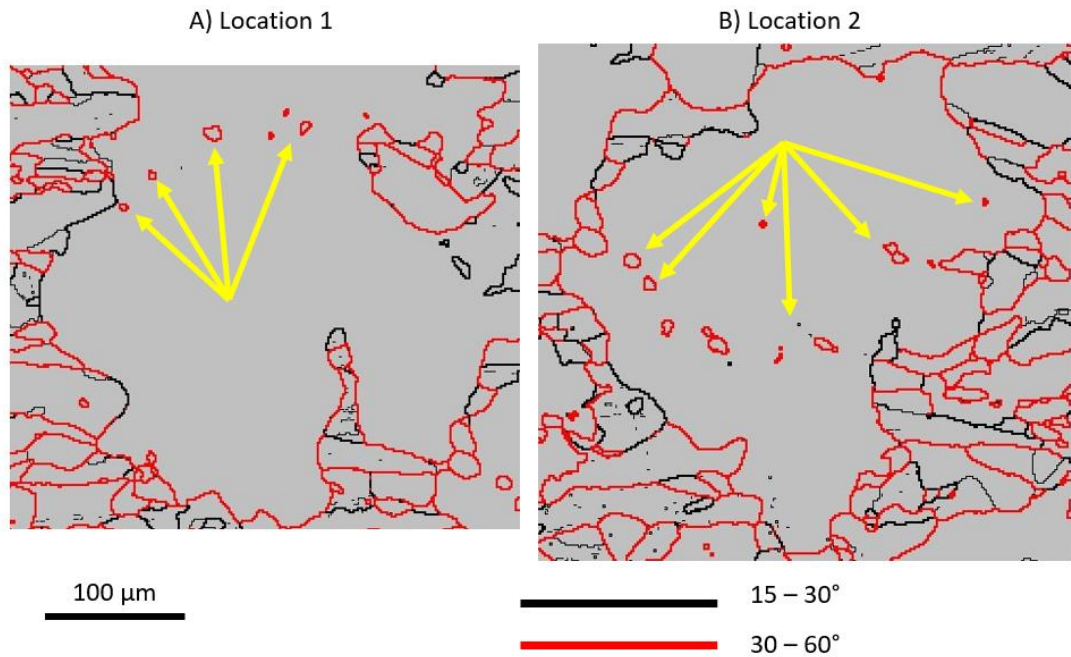 A) Location 1
B) Location 2
100 µm
15 – 30°
30 – 60°